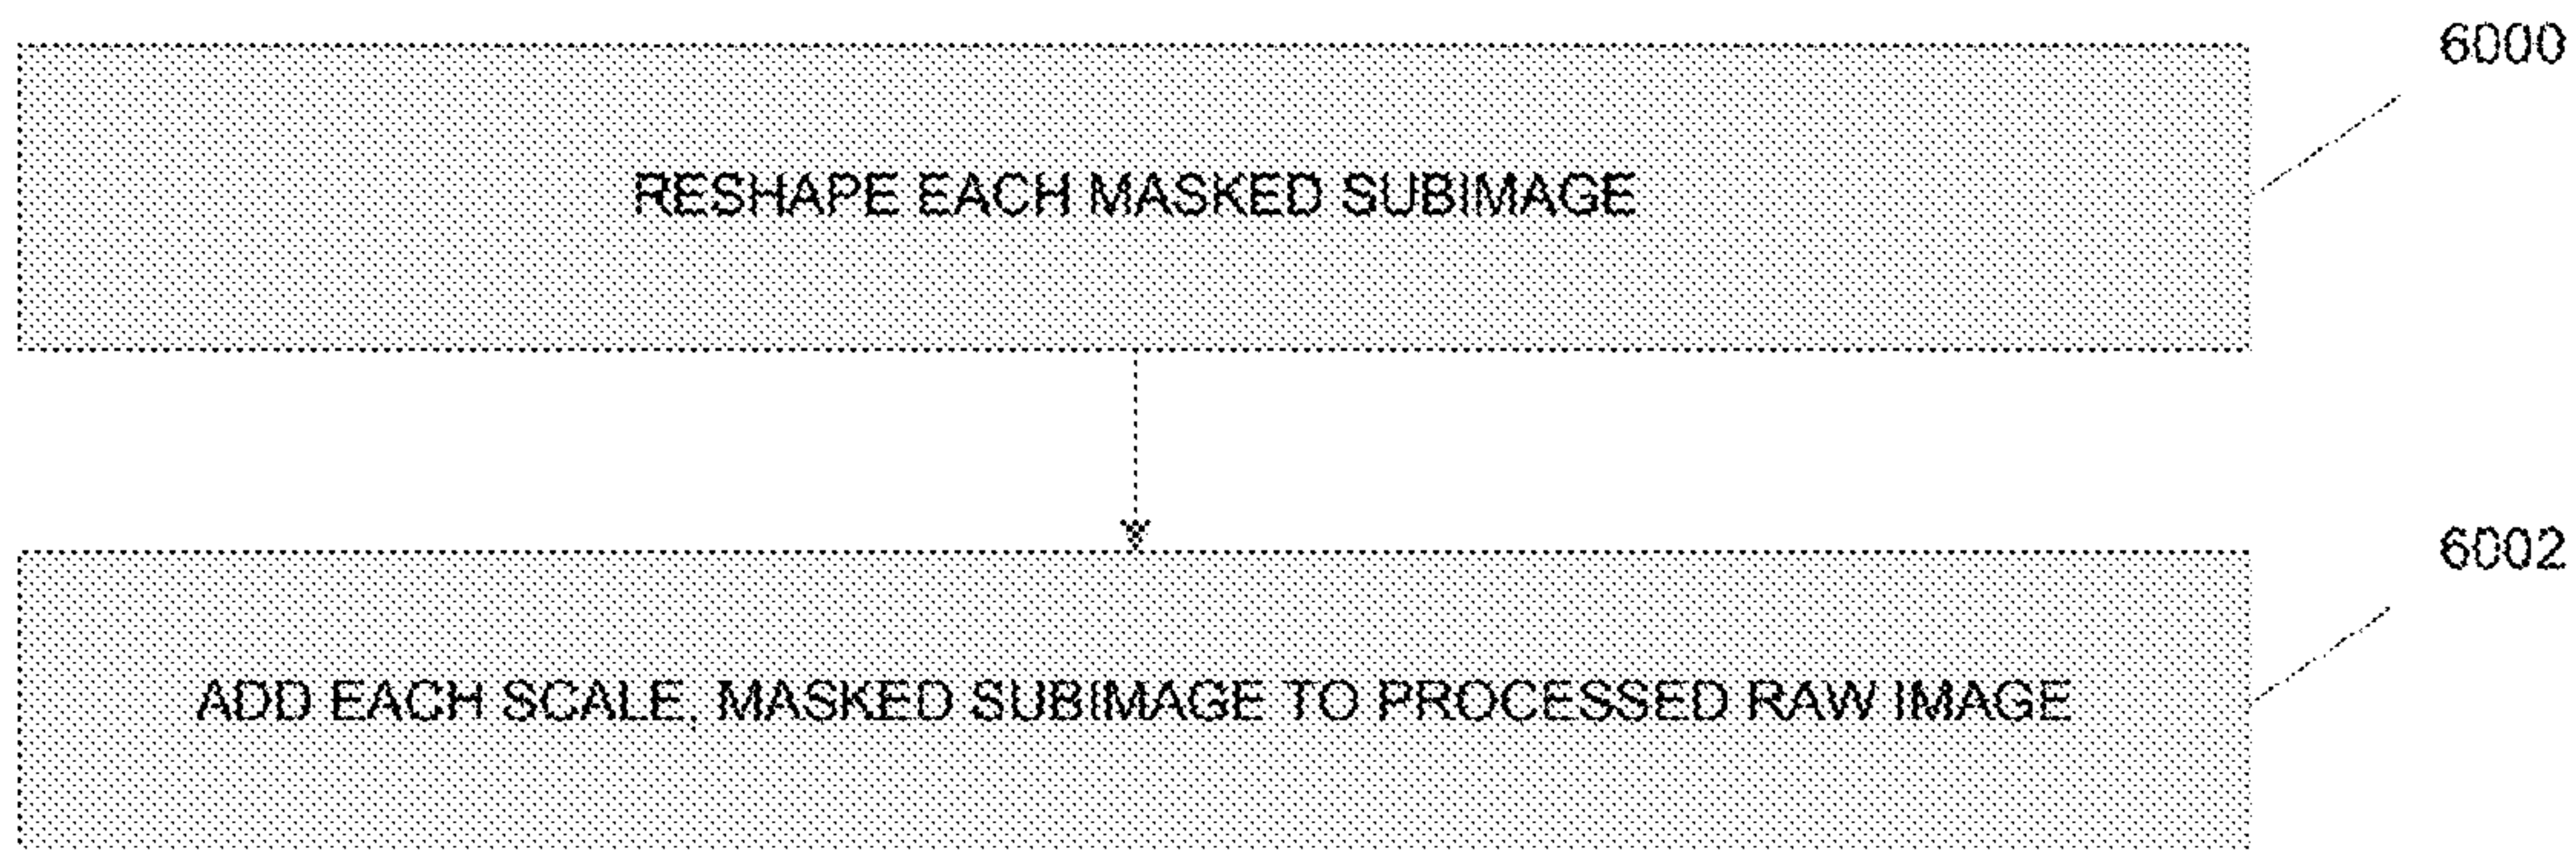 6000
RESHAPE EACH MASKED SUBIMAGE
6002
ADD EACH SCALE, MASKED SUBIMAGE TO PROCESSED RAW IMAGE